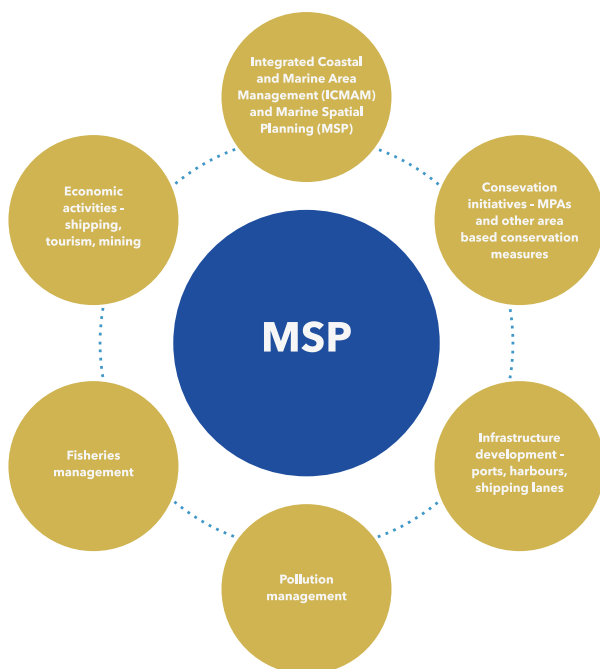 Integrated Coastal
and Marine Area
Management (ICMAM)
and Marine Spatial
Planning (MSP)
Economic
activities –
shipping,
tourism, mining
Consevation
initiatives – MPAs
and other area
based conservation
measures
MSP
Fisheries
management
Infrastructure
development –
ports, harbours,
shipping lanes
Pollution
management